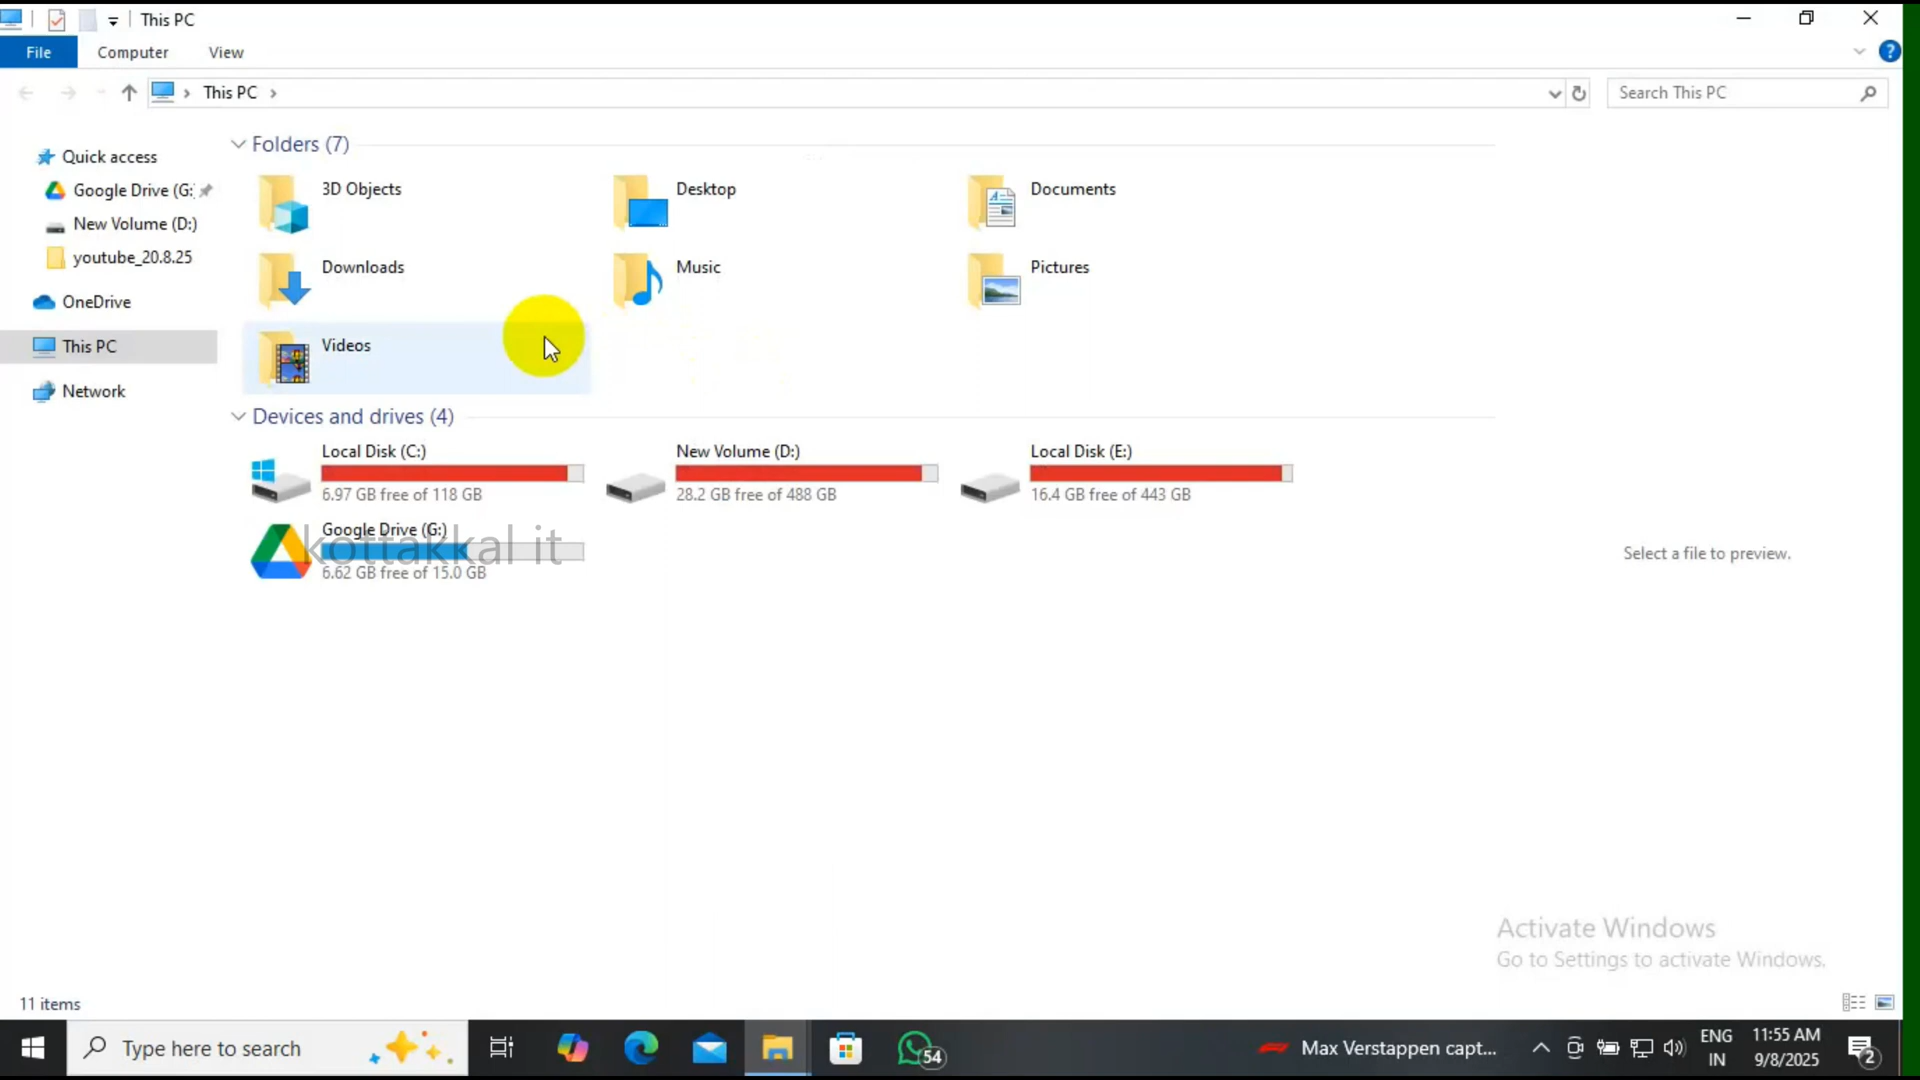 This PC
File Computer View
This PC
Search This PC
Quick access
Google Drive (G:
New Volume (D:)
youtube_20.8.25
OneDrive
This PC
Network
Folders (7)
3D Objects
Desktop
Documents
Downloads
Music
Pictures
Videos
Devices and drives (4)
Local Disk (C:)
6.97 GB free of 118 GB
New Volume (D:)
28.2 GB free of 488 GB
Local Disk (E:)
16.4 GB free of 443 GB
Google Drive (G:)
kottakkal it
6.62 GB free of 15.0 GB
Select a file to preview.
Activate Windows
Go to Settings to activate Windows.
11 items
Type here to search
54
Max Verstappen capt...
ENG
IN
11:55 AM
9/8/2025
2